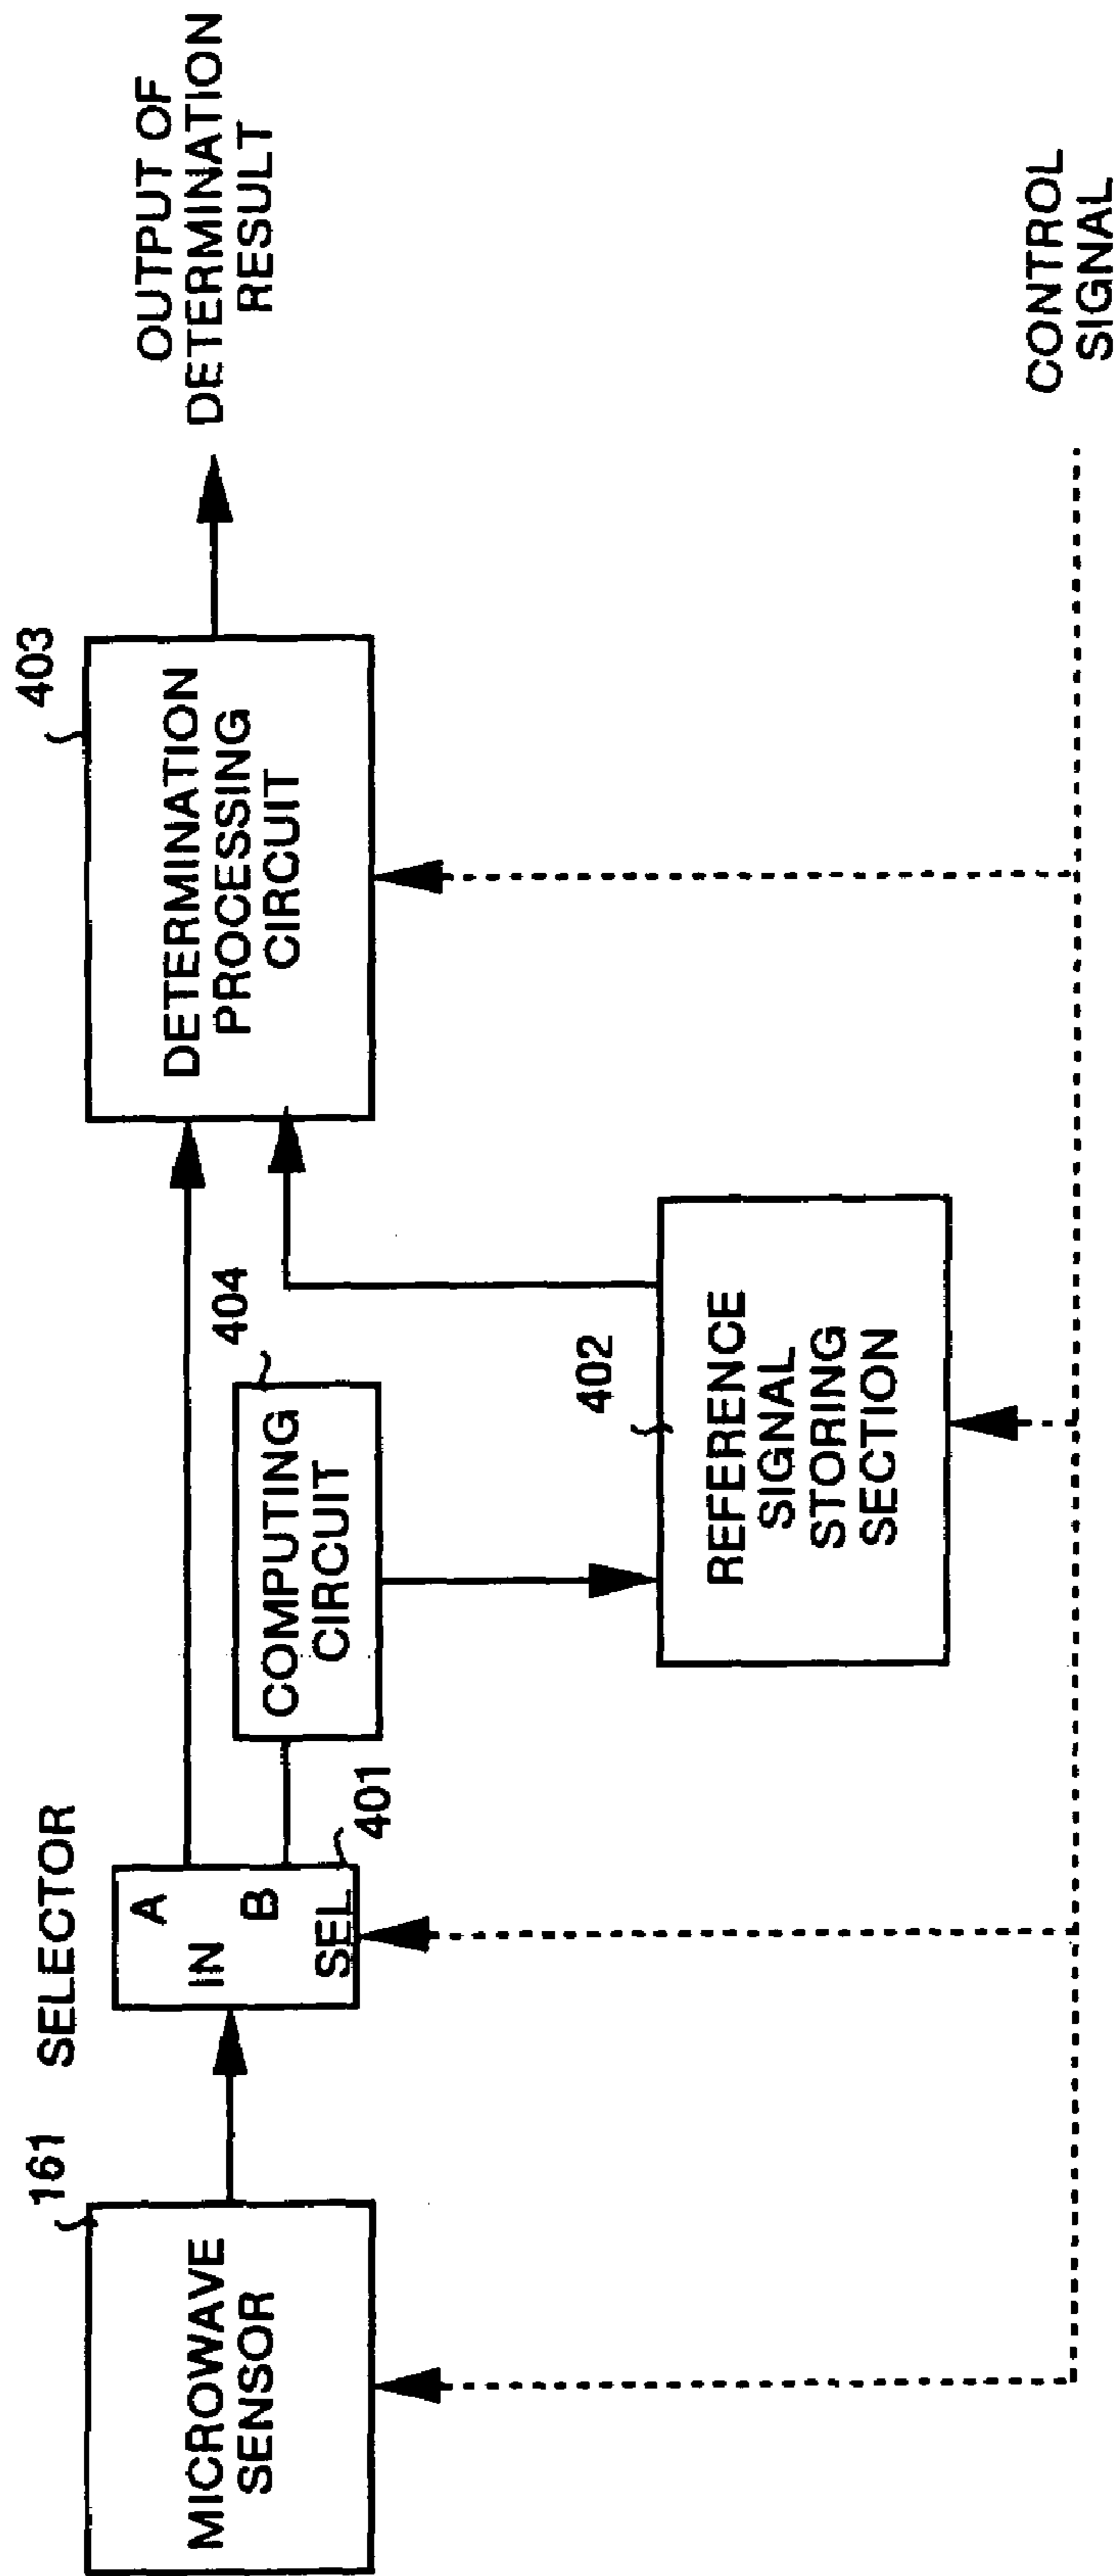 161
MICROWAVE
SENSOR
SELECTOR
A
IN
B
SEL
401
404
COMPUTING
CIRCUIT
402
REFERENCE
SIGNAL
STORING
SECTION
403
DETERMINATION
PROCESSING
CIRCUIT
OUTPUT OF
DETERMINATION
RESULT
CONTROL
SIGNAL